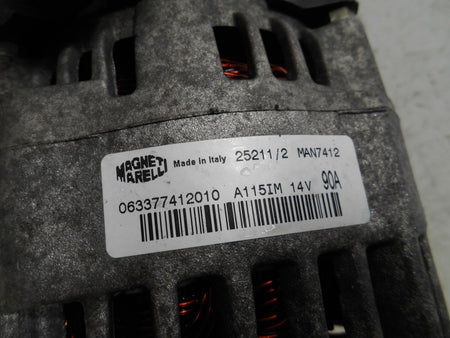 MAGNETI MARELLI Made in Italy 25211/2 MAN7412
063377412010 A115IM 14V 90A